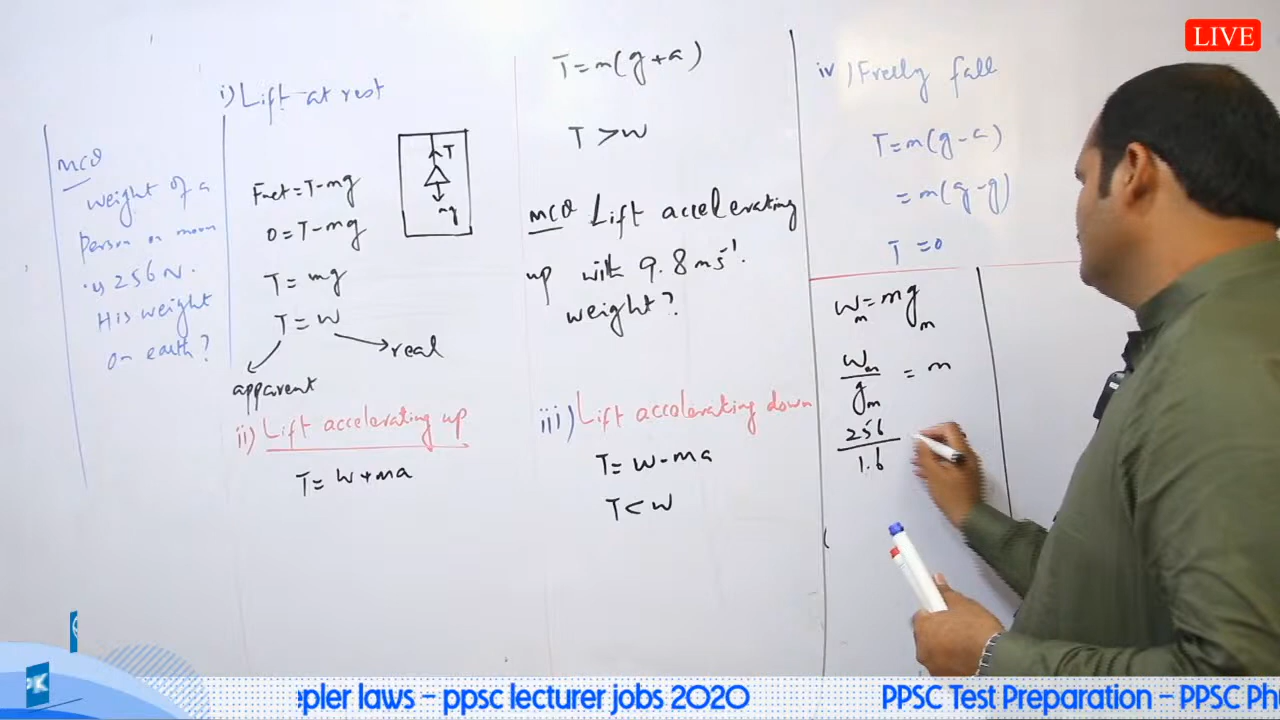 MCQ
weight of a
person on moon
is 256 N.
His weight
on earth?
i) Lift at rest
Fnet = T - mg
0 = T - mg
T = mg
T = W
apparent
real
T
mg
ii) Lift accelerating up
T = W + ma
T = m(g + a)
T > W
MCQ Lift accelerating
up with 9.8 ms⁻¹.
weight?
iii) Lift accelerating down
T = W - ma
T < W
iv) Freely fall
T = m(g - a)
= m(g - g)
T = 0
Wm = mgm
Wm/gm = m
256/1.6
LIVE
epler laws – ppsc lecturer jobs 2020
PPSC Test Preparation – PPSC Ph